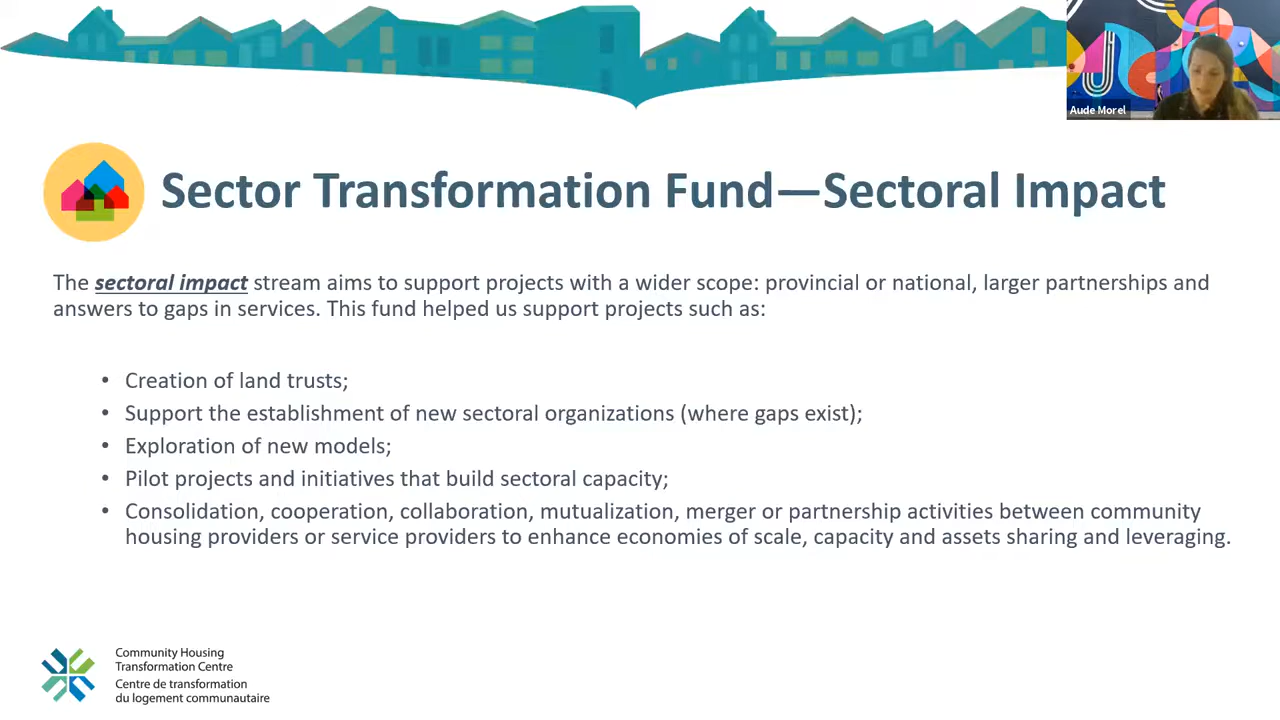 Aude Morel
Sector Transformation Fund—Sectoral Impact
The sectoral impact stream aims to support projects with a wider scope: provincial or national, larger partnerships and
answers to gaps in services. This fund helped us support projects such as:
• Creation of land trusts;
• Support the establishment of new sectoral organizations (where gaps exist);
• Exploration of new models;
• Pilot projects and initiatives that build sectoral capacity;
• Consolidation, cooperation, collaboration, mutualization, merger or partnership activities between community
housing providers or service providers to enhance economies of scale, capacity and assets sharing and leveraging.
Community Housing
Transformation Centre
Centre de transformation
du logement communautaire